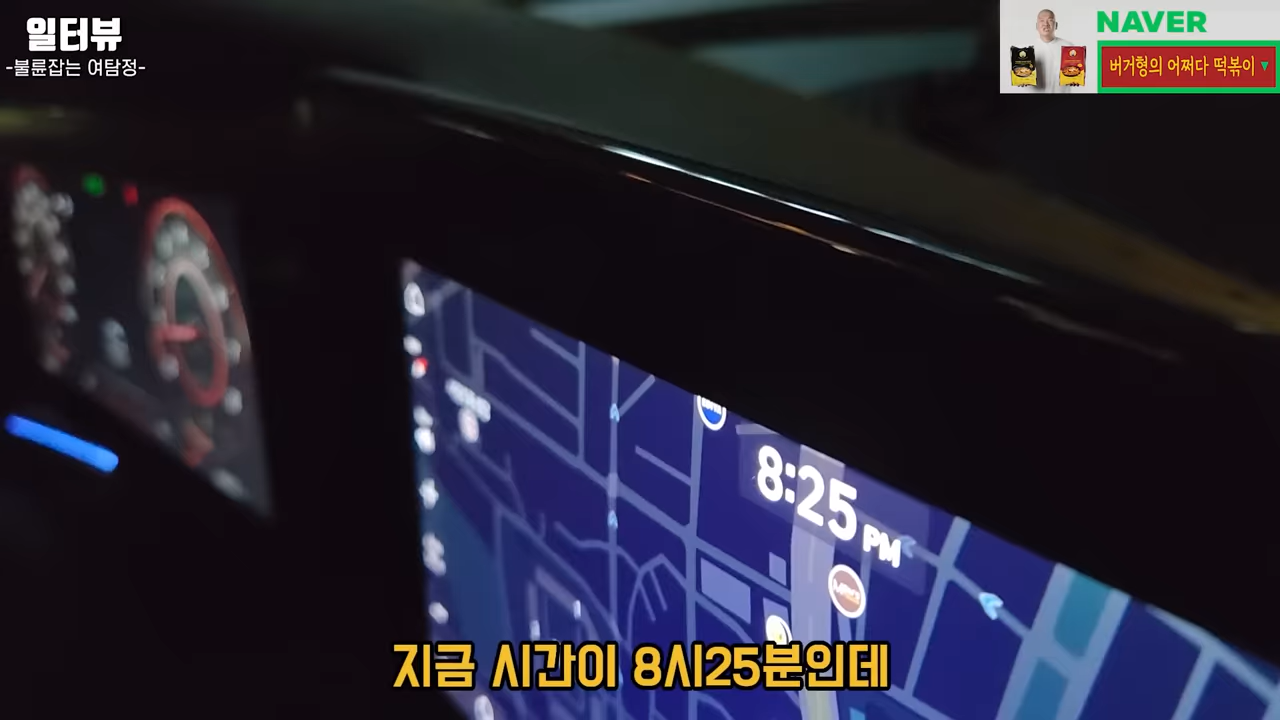 일터뷰
-불륜잡는 여탐정-
NAVER
버거형의 어쩌다 떡볶이
8:25 PM
지금 시간이 8시25분인데